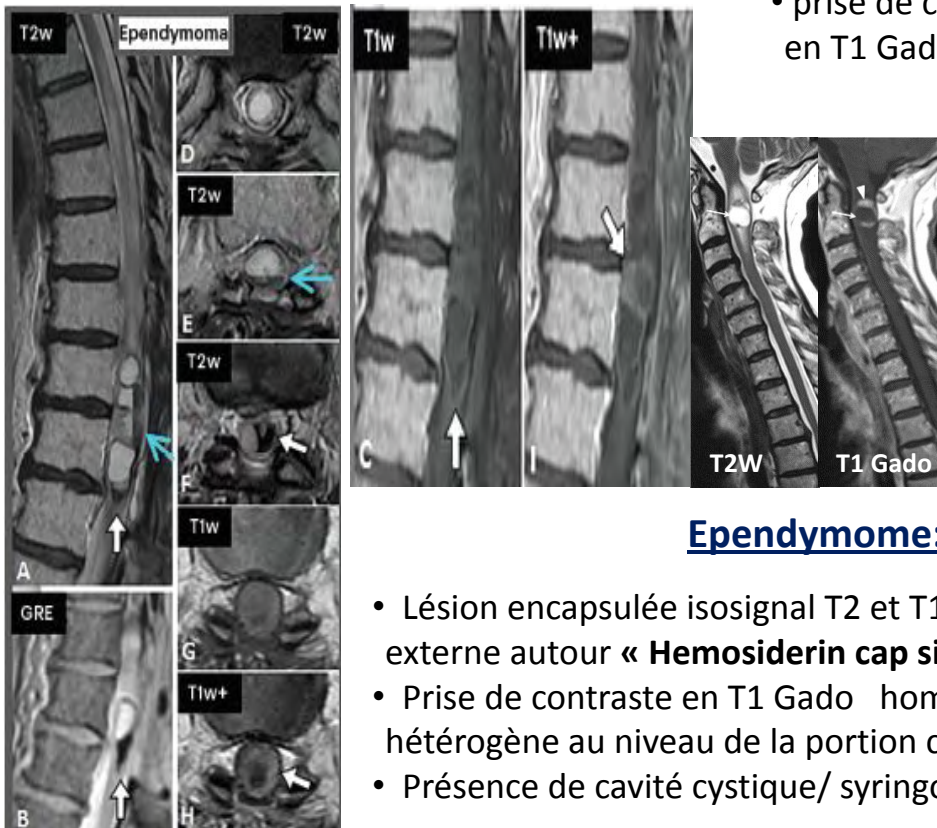 • prise de c
en T1 Gad
T2w
Ependymoma
T2w
D
T2w
E
T2w
F
T1w
G
T1w+
H
A
GRE
B
T1w
C
T1w+
I
T2W
T1 Gado
Ependymome:
• Lésion encapsulée isosignal T2 et T1
externe autour « Hemosiderin cap si
• Prise de contraste en T1 Gado hom
hétérogène au niveau de la portion c
• Présence de cavité cystique/ syringo